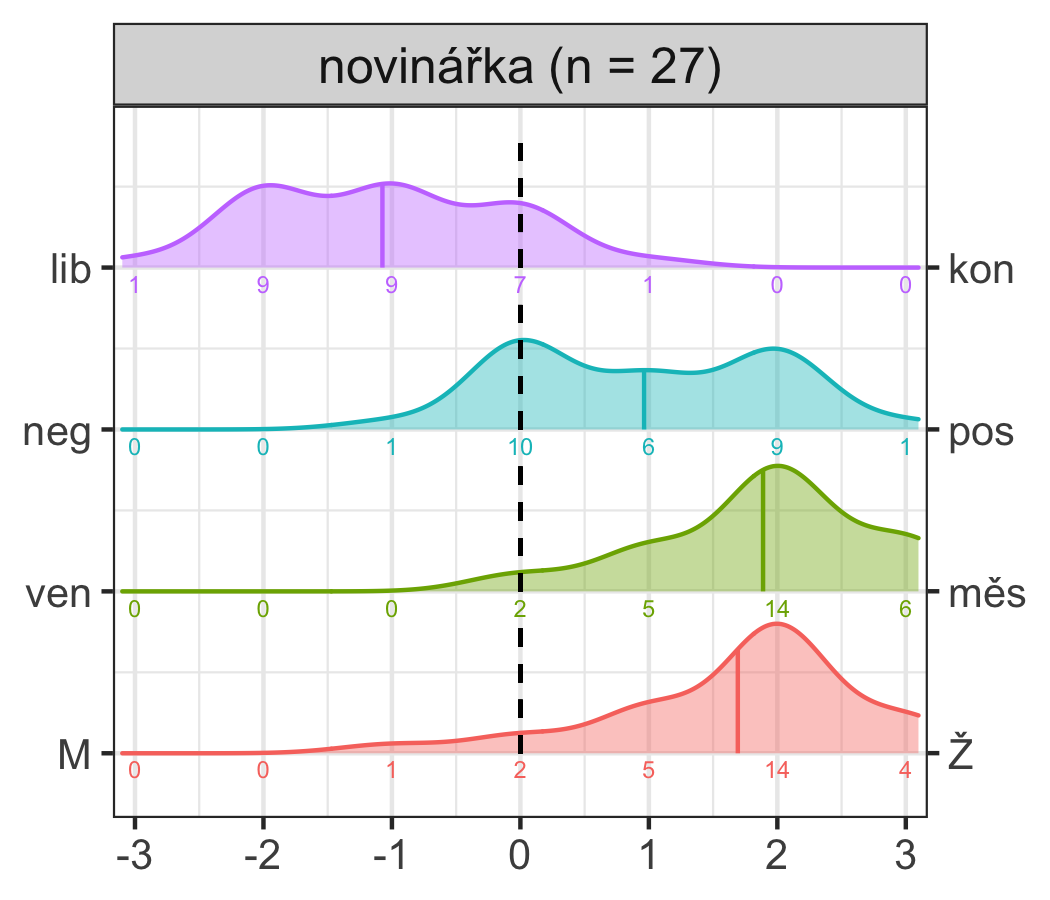 novinářka (n = 27)
lib kon
1 9 9 7 1 0 0
neg pos
0 0 1 10 6 9 1
ven měs
0 0 0 2 5 14 6
M Ž
0 0 1 2 5 14 4
-3 -2 -1 0 1 2 3